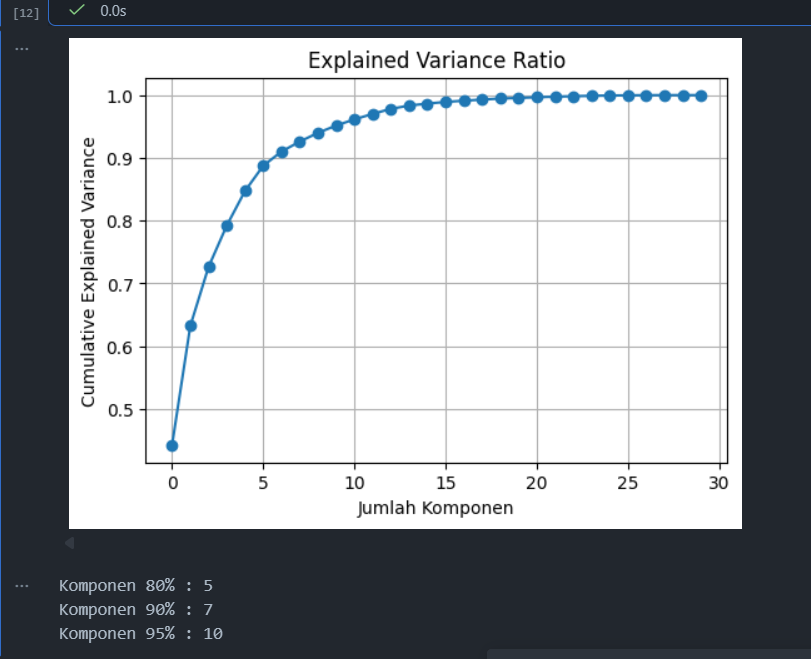 [12]
0.0s
...
Explained Variance Ratio
Cumulative Explained Variance
1.0
0.9
0.8
0.7
0.6
0.5
0 5 10 15 20 25 30
Jumlah Komponen
...
Komponen 80% : 5
Komponen 90% : 7
Komponen 95% : 10